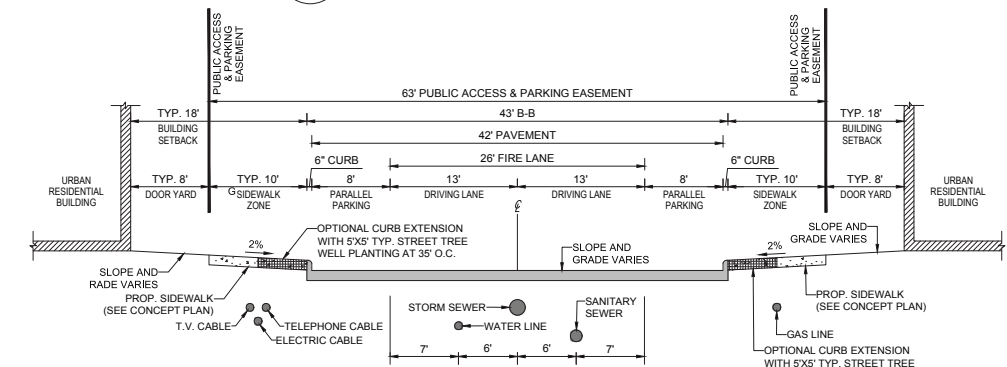 PUBLIC ACCESS
& PARKING
EASEMENT
PUBLIC ACCESS
& PARKING
EASEMENT
63' PUBLIC ACCESS & PARKING EASEMENT
TYP. 18'
43' B-B
TYP. 18'
BUILDING
SETBACK
BUILDING
SETBACK
42' PAVEMENT
6" CURB
26' FIRE LANE
6" CURB
URBAN
RESIDENTIAL
BUILDING
TYP. 8'
TYP. 10'
8'
13'
13'
8'
TYP. 10'
TYP. 8'
URBAN
RESIDENTIAL
BUILDING
DOOR YARD
G
SIDEWALK
ZONE
PARALLEL
PARKING
DRIVING LANE
DRIVING LANE
PARALLEL
PARKING
SIDEWALK
ZONE
DOOR YARD
℄
2%
OPTIONAL CURB EXTENSION
WITH 5'X5' TYP. STREET TREE
WELL PLANTING AT 35' O.C.
SLOPE AND
GRADE VARIES
2%
SLOPE AND
GRADE VARIES
SLOPE AND
RADE VARIES
PROP. SIDEWALK
(SEE CONCEPT PLAN)
T.V. CABLE
TELEPHONE CABLE
ELECTRIC CABLE
STORM SEWER
WATER LINE
SANITARY
SEWER
PROP. SIDEWALK
(SEE CONCEPT PLAN)
GAS LINE
7'
6'
6'
7'
OPTIONAL CURB EXTENSION
WITH 5'X5' TYP. STREET TREE